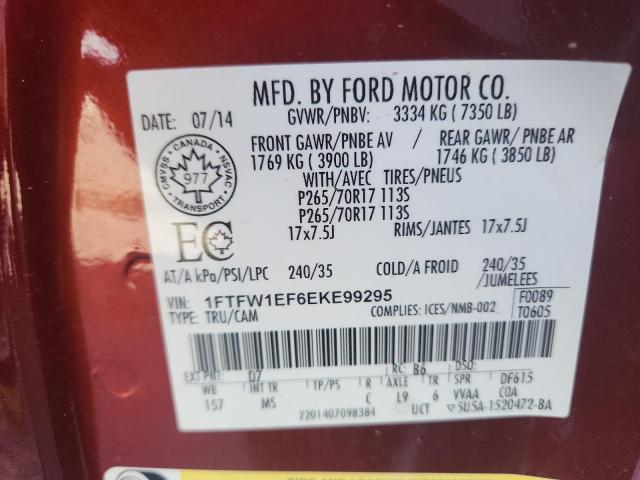 MFD. BY FORD MOTOR CO.
DATE: 07/14 GVWR/PNBV: 3334 KG ( 7350 LB)
FRONT GAWR/PNBE AV / REAR GAWR/ PNBE AR
1769 KG ( 3900 LB) 1746 KG ( 3850 LB)
WITH/AVEC TIRES/PNEUS
P265/70R17 113S
P265/70R17 113S
17x7.5J RIMS/JANTES 17x7.5J
CMVSS · CANADA · NSVAC · TRANSPORT
977
EC
AT/A kPa/PSI/LPC 240/35 COLD/A FROID 240/35
/JUMELEES
VIN: 1FTFW1EF6EKE99295 F0089
TYPE: TRU/CAM COMPLIES: ICES/NMB-002 T0605
EXT PNT: D7 RC: B6 DSO:
WB INT TR TP/PS R AXLE TR SPR DF615
157 MS C L9 6 VVAA COA
2201407098384 UCT 5U5A-1520472-BA